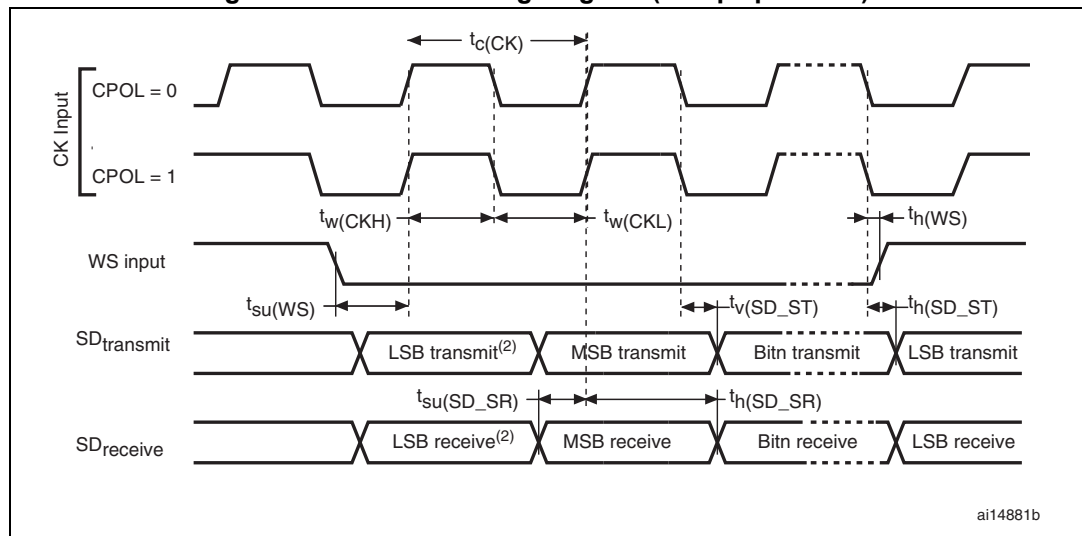 tc(CK)
CK Input
CPOL = 0
CPOL = 1
tw(CKH)
tw(CKL)
th(WS)
WS input
tsu(WS)
tv(SD_ST)
th(SD_ST)
SDtransmit
LSB transmit(2)
MSB transmit
Bitn transmit
LSB transmit
tsu(SD_SR)
th(SD_SR)
SDreceive
LSB receive(2)
MSB receive
Bitn receive
LSB receive
ai14881b